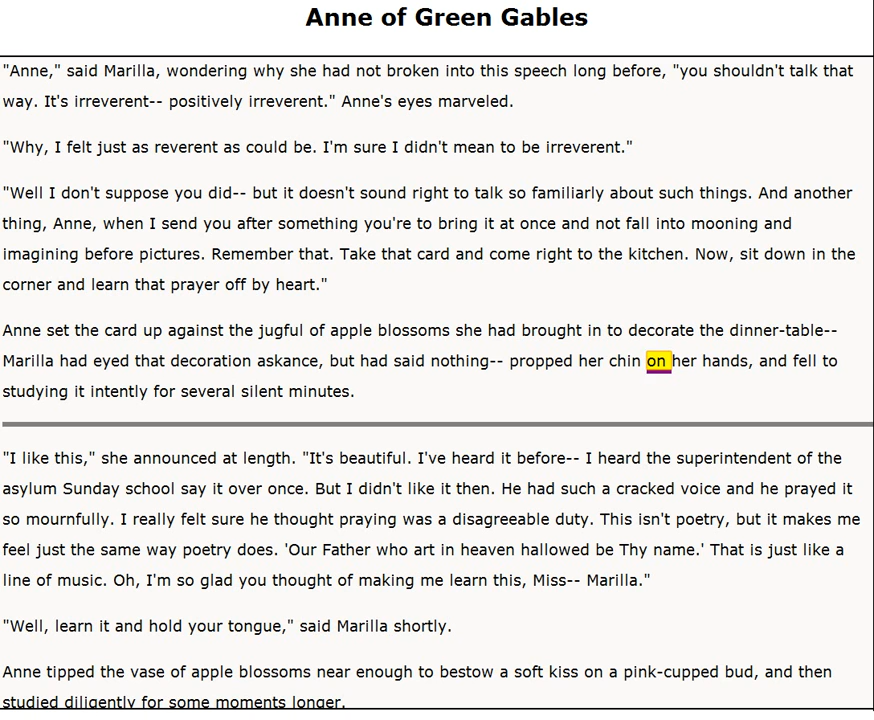 Anne of Green Gables
"Anne," said Marilla, wondering why she had not broken into this speech long before, "you shouldn't talk that
way. It's irreverent-- positively irreverent." Anne's eyes marveled.
"Why, I felt just as reverent as could be. I'm sure I didn't mean to be irreverent."
"Well I don't suppose you did-- but it doesn't sound right to talk so familiarly about such things. And another
thing, Anne, when I send you after something you're to bring it at once and not fall into mooning and
imagining before pictures. Remember that. Take that card and come right to the kitchen. Now, sit down in the
corner and learn that prayer off by heart."
Anne set the card up against the jugful of apple blossoms she had brought in to decorate the dinner-table--
Marilla had eyed that decoration askance, but had said nothing-- propped her chin on her hands, and fell to
studying it intently for several silent minutes.
"I like this," she announced at length. "It's beautiful. I've heard it before-- I heard the superintendent of the
asylum Sunday school say it over once. But I didn't like it then. He had such a cracked voice and he prayed it
so mournfully. I really felt sure he thought praying was a disagreeable duty. This isn't poetry, but it makes me
feel just the same way poetry does. 'Our Father who art in heaven hallowed be Thy name.' That is just like a
line of music. Oh, I'm so glad you thought of making me learn this, Miss-- Marilla."
"Well, learn it and hold your tongue," said Marilla shortly.
Anne tipped the vase of apple blossoms near enough to bestow a soft kiss on a pink-cupped bud, and then
studied diligently for some moments longer.